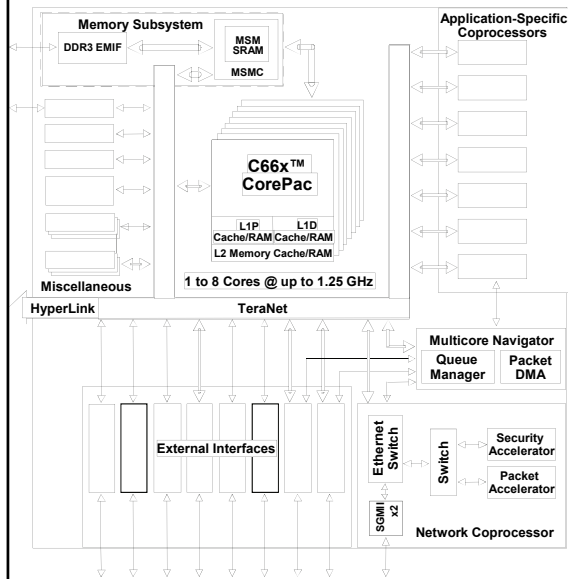 Memory Subsystem
DDR3 EMIF
MSM
SRAM
MSMC
Application-Specific
Coprocessors
C66x™
CorePac
L1P
Cache/RAM
L1D
Cache/RAM
L2 Memory Cache/RAM
1 to 8 Cores @ up to 1.25 GHz
Miscellaneous
HyperLink
TeraNet
Multicore Navigator
Queue
Manager
Packet
DMA
External Interfaces
Ethernet
Switch
Switch
Security
Accelerator
Packet
Accelerator
SGMII
x2
Network Coprocessor